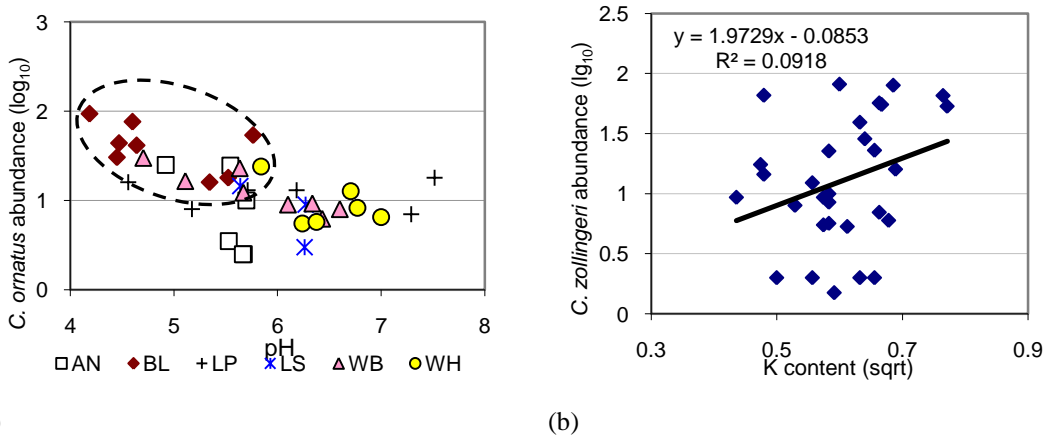 C. ornatus abundance (log10)
3
2
1
0
4 5 6 7 8
pH
AN BL LP LS WB WH
C. zollingeri abundance (lg10)
y = 1.9729x - 0.0853
R² = 0.0918
2.5
2
1.5
1
0.5
0
0.3 0.5 0.7 0.9
K content (sqrt)
(b)